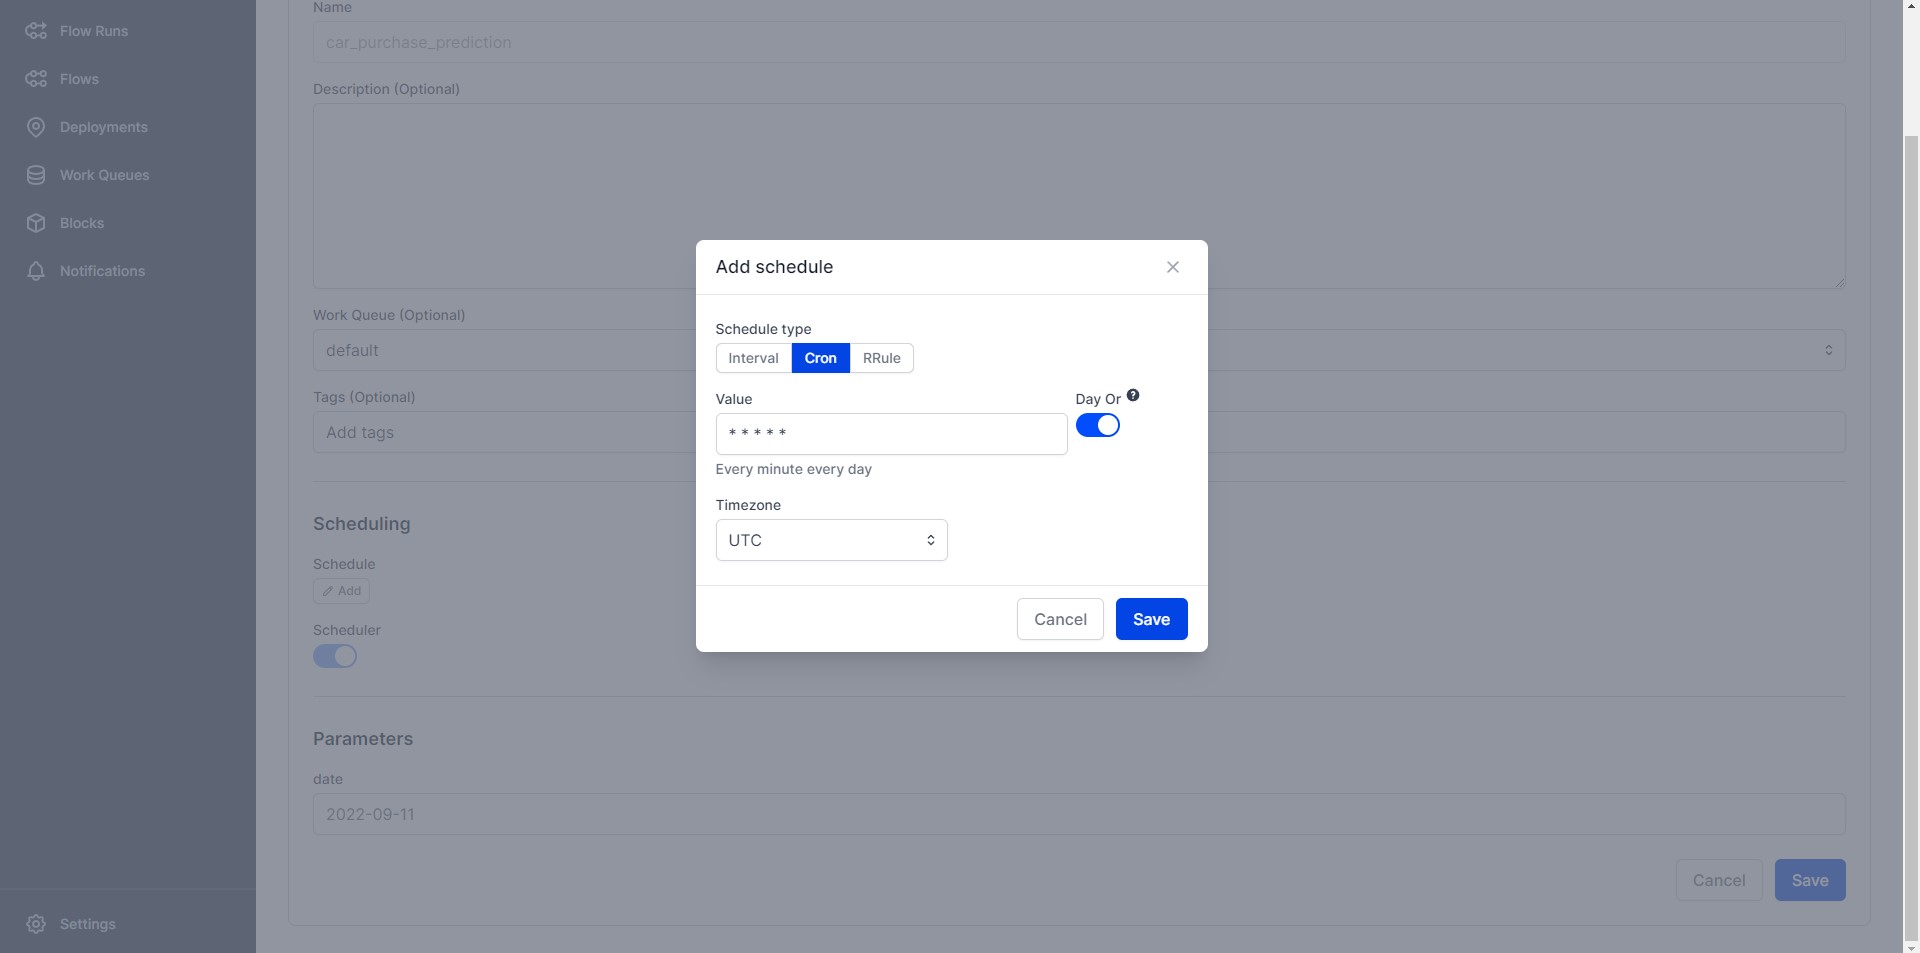 Flow Runs
Flows
Deployments
Work Queues
Blocks
Notifications
Settings
Name
car_purchase_prediction
Description (Optional)
Work Queue (Optional)
default
Tags (Optional)
Add tags
Scheduling
Schedule
Add
Scheduler
Parameters
date
2022-09-11
Cancel Save
Add schedule
Schedule type
Interval Cron RRule
Value Day Or ?
* * * * *
Every minute every day
Timezone
UTC
Cancel Save